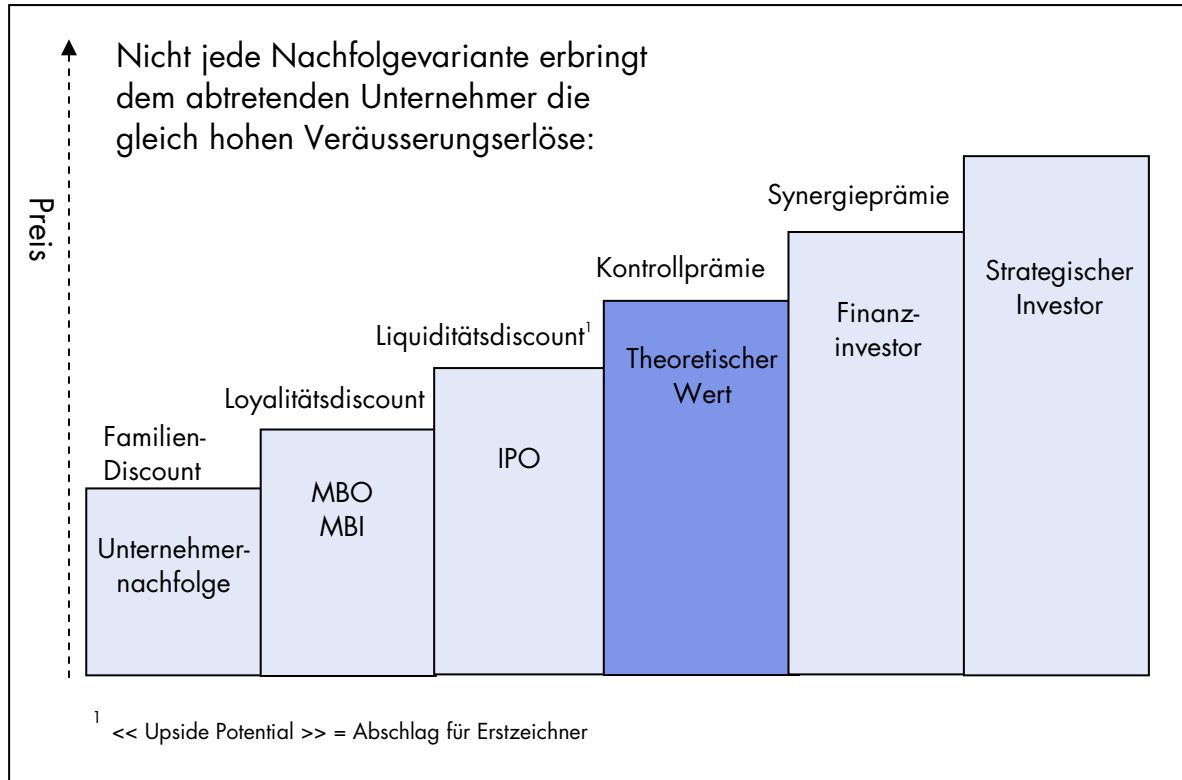 Nicht jede Nachfolgevariante erbringt
dem abtretenden Unternehmer die
gleich hohen Veräusserungserlöse:
Preis
Familien-
Discount
Unternehmer-
nachfolge
Loyalitätsdiscount
MBO
MBI
Liquiditätsdiscount¹
IPO
Kontrollprämie
Theoretischer
Wert
Synergieprämie
Finanz-
investor
Strategischer
Investor
¹ << Upside Potential >> = Abschlag für Erstzeichner